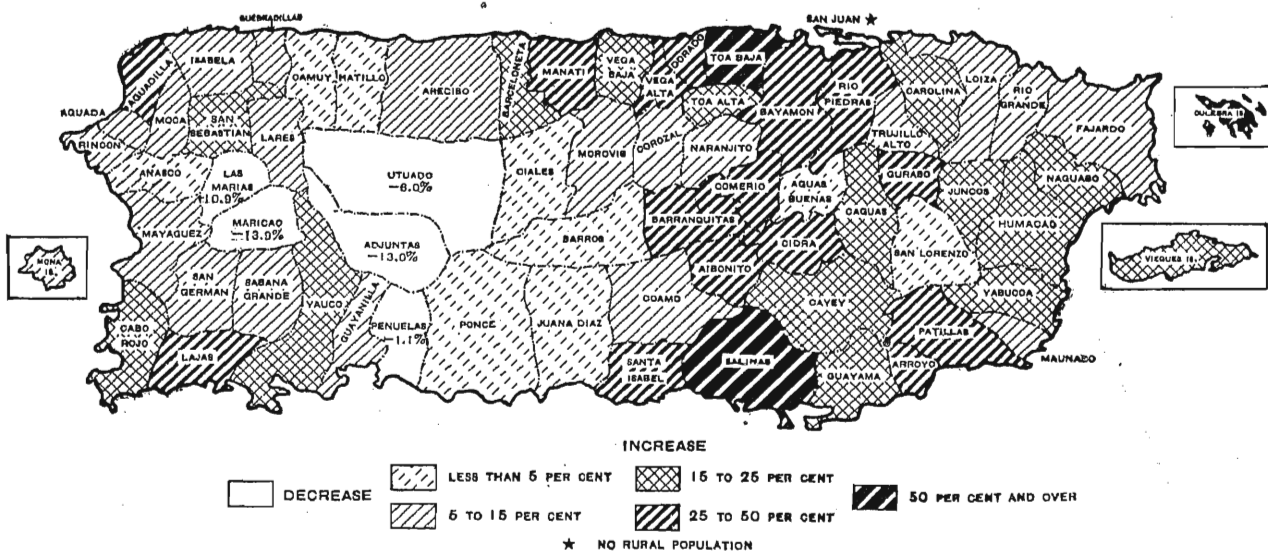 QUEBRADILLAS
SAN JUAN ★
ISABELA
CAMUY
HATILLO
ARECIBO
BARCELONETA
MANATI
VEGA BAJA
VEGA ALTA
DORADO
TOA BAJA
TOA ALTA
BAYAMON
RIO PIEDRAS
CAROLINA
LOIZA
RIO GRANDE
FAJARDO
CULEBRA IS.
AGUADILLA
AGUADA
MOCA
SAN SEBASTIAN
LARES
RINCON
ANASCO
LAS MARIAS
-10.9%
UTUADO
-6.0%
CIALES
MOROVIS
COROZAL
NARANJITO
TRUJILLO ALTO
GURABO
JUNCOS
NAGUABO
HUMACAO
COMERIO
AGUAS BUENAS
CAGUAS
MAYAGUEZ
MARICAO
-13.9%
ADJUNTAS
-13.0%
BARROS
BARRANQUITAS
CIDRA
SAN LORENZO
MONA IS.
VIEQUES IS.
SAN GERMAN
SABANA GRANDE
YAUCO
GUAYANILLA
PENUELAS
-1.1%
PONCE
JUANA DIAZ
COAMO
AIBONITO
CAYEY
YABUCOA
CABO ROJO
LAJAS
SANTA ISABEL
SALINAS
GUAYAMA
PATILLAS
ARROYO
MAUNABO
INCREASE
DECREASE
LESS THAN 5 PER CENT
5 TO 15 PER CENT
15 TO 25 PER CENT
25 TO 50 PER CENT
50 PER CENT AND OVER
★ NO RURAL POPULATION